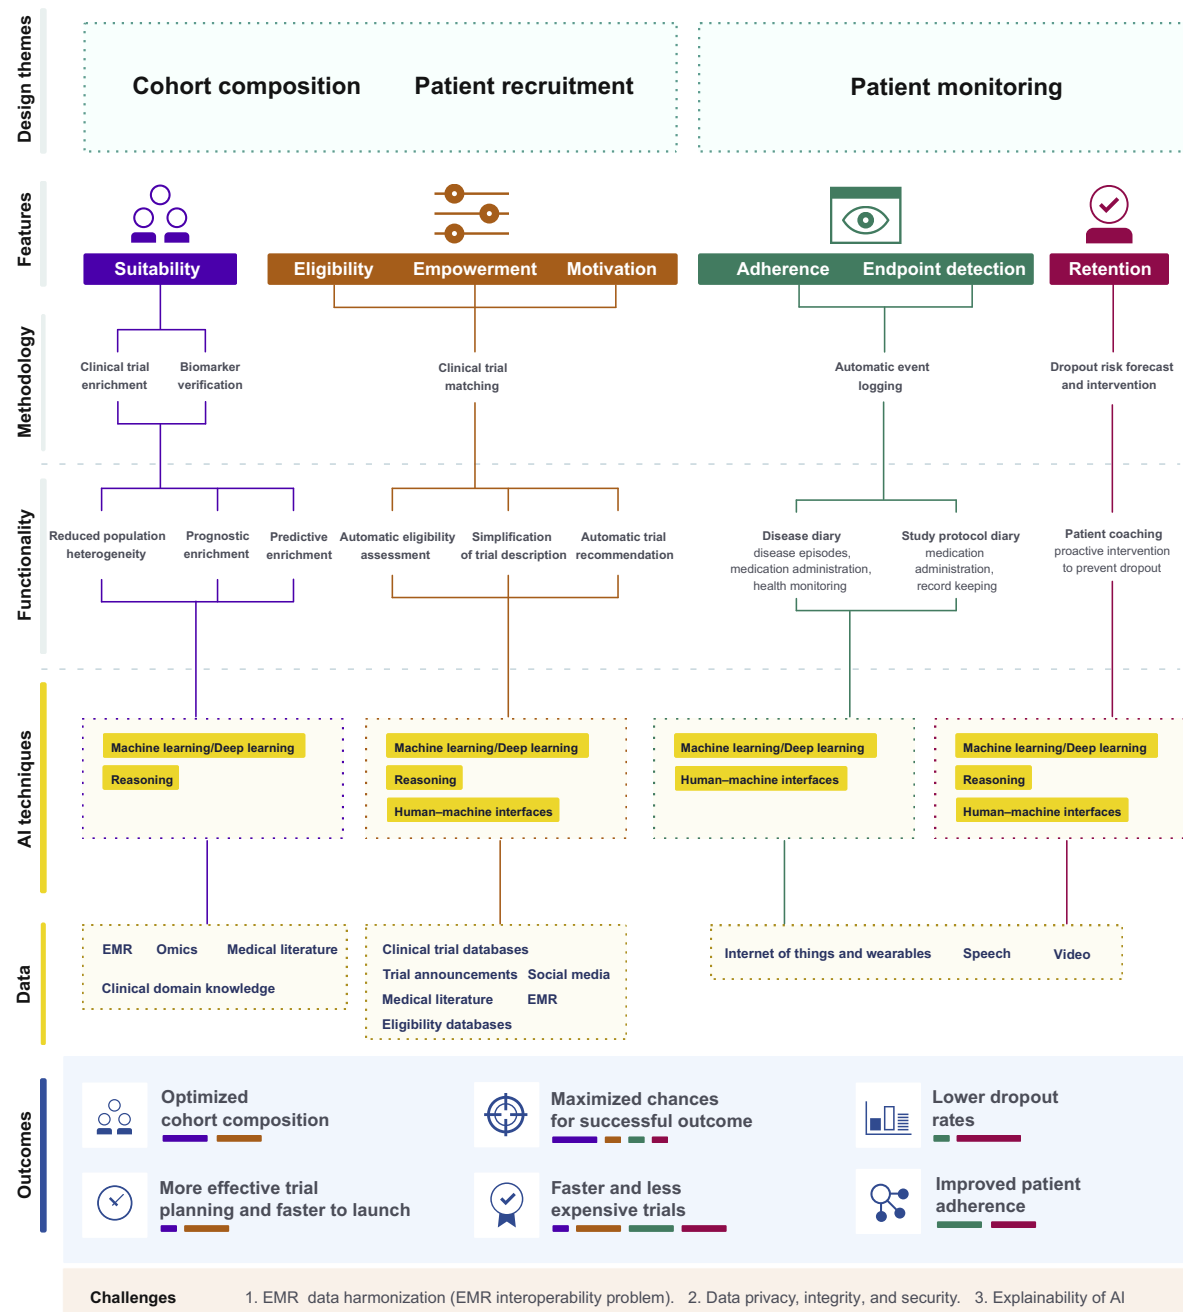 Design themes
Cohort composition
Patient recruitment
Patient monitoring
Features
Suitability
Eligibility
Empowerment
Motivation
Adherence
Endpoint detection
Retention
Methodology
Clinical trial
enrichment
Biomarker
verification
Clinical trial
matching
Automatic event
logging
Dropout risk forecast
and intervention
Functionality
Reduced population
heterogeneity
Prognostic
enrichment
Predictive
enrichment
Automatic eligibility
assessment
Simplification
of trial description
Automatic trial
recommendation
Disease diary
disease episodes,
medication administration,
health monitoring
Study protocol diary
medication
administration,
record keeping
Patient coaching
proactive intervention
to prevent dropout
AI techniques
Machine learning/Deep learning
Reasoning
Machine learning/Deep learning
Reasoning
Human–machine interfaces
Machine learning/Deep learning
Human–machine interfaces
Machine learning/Deep learning
Reasoning
Human–machine interfaces
Data
EMR
Omics
Medical literature
Clinical domain knowledge
Clinical trial databases
Trial announcements
Social media
Medical literature
EMR
Eligibility databases
Internet of things and wearables
Speech
Video
Outcomes
Optimized
cohort composition
Maximized chances
for successful outcome
Lower dropout
rates
More effective trial
planning and faster to launch
Faster and less
expensive trials
Improved patient
adherence
Challenges
1. EMR data harmonization (EMR interoperability problem). 2. Data privacy, integrity, and security. 3. Explainability of AI